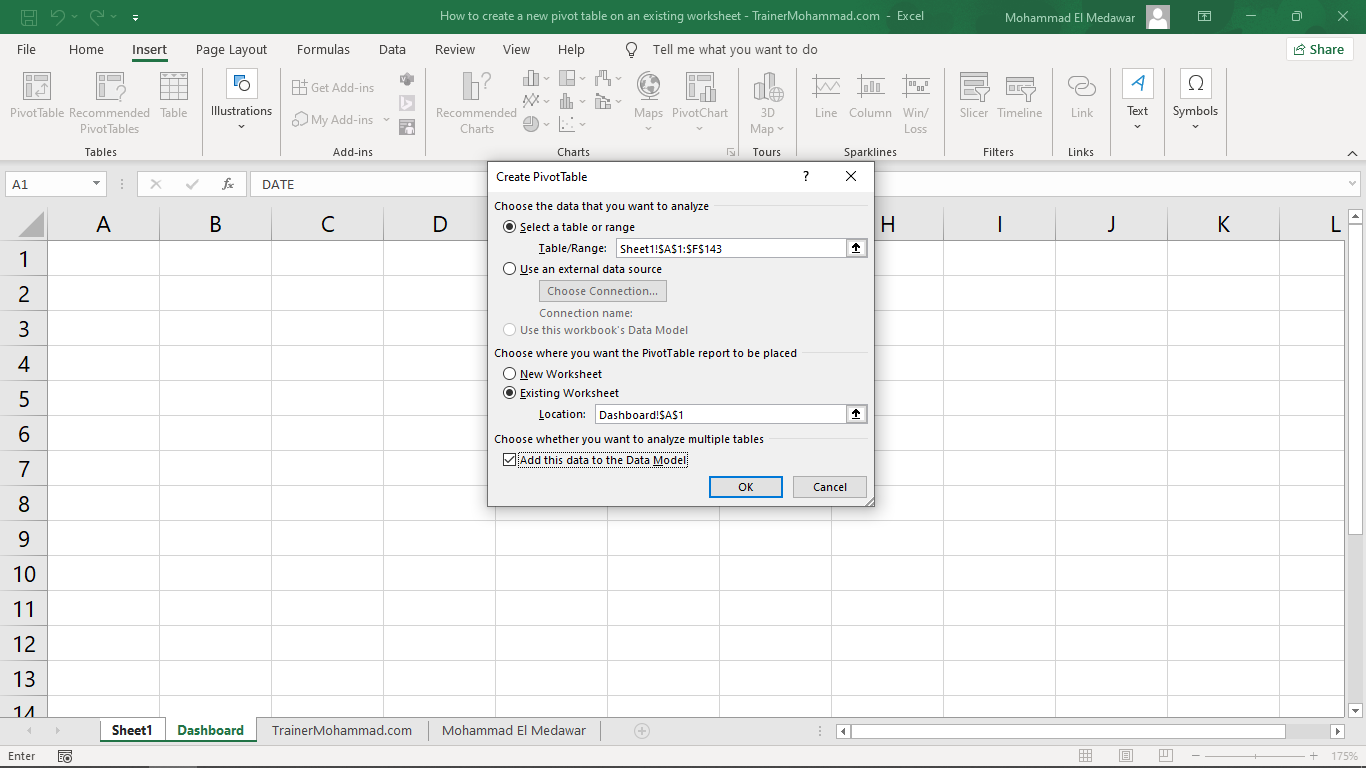 How to create a new pivot table on an existing worksheet - TrainerMohammad.com - Excel
Mohammad El Medawar
File Home Insert Page Layout Formulas Data Review View Help Tell me what you want to do Share
PivotTable
Recommended
PivotTables
Table
Tables
Illustrations
Get Add-ins
My Add-ins
Add-ins
Recommended
Charts
Maps
PivotChart
Charts
3D
Map
Tours
Line
Column
Win/
Loss
Sparklines
Slicer
Timeline
Filters
Link
Links
A
Text
Ω
Symbols
A1
fx
DATE
A B C D H I J K L
1
2
3
4
5
6
7
8
9
10
11
12
13
14
Create PivotTable ?
Choose the data that you want to analyze
Select a table or range
Table/Range: Sheet1!$A$1:$F$143
Use an external data source
Choose Connection...
Connection name:
Use this workbook's Data Model
Choose where you want the PivotTable report to be placed
New Worksheet
Existing Worksheet
Location: Dashboard!$A$1
Choose whether you want to analyze multiple tables
Add this data to the Data Model
OK Cancel
Sheet1 Dashboard TrainerMohammad.com Mohammad El Medawar
Enter 175%